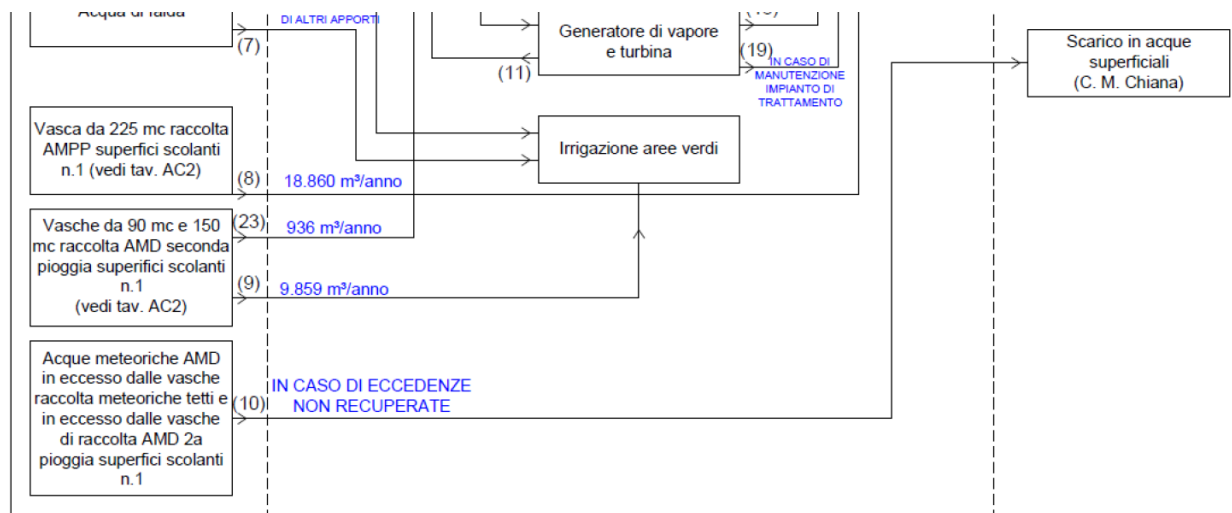 Acqua di falda
DI ALTRI APPORTI
(7)
Generatore di vapore
e turbina
(11)
(19)
IN CASO DI
MANUTENZIONE
IMPIANTO DI
TRATTAMENTO
Scarico in acque
superficiali
(C. M. Chiana)
Vasca da 225 mc raccolta
AMPP superfici scolanti
n.1 (vedi tav. AC2)
(8)
18.860 m³/anno
Irrigazione aree verdi
Vasche da 90 mc e 150
mc raccolta AMD seconda
pioggia superifici scolanti
n.1
(vedi tav. AC2)
(23)
936 m³/anno
(9)
9.859 m³/anno
Acque meteoriche AMD
in eccesso dalle vasche
raccolta meteoriche tetti e
in eccesso dalle vasche
di raccolta AMD 2a
pioggia superfici scolanti
n.1
(10)
IN CASO DI ECCEDENZE
NON RECUPERATE